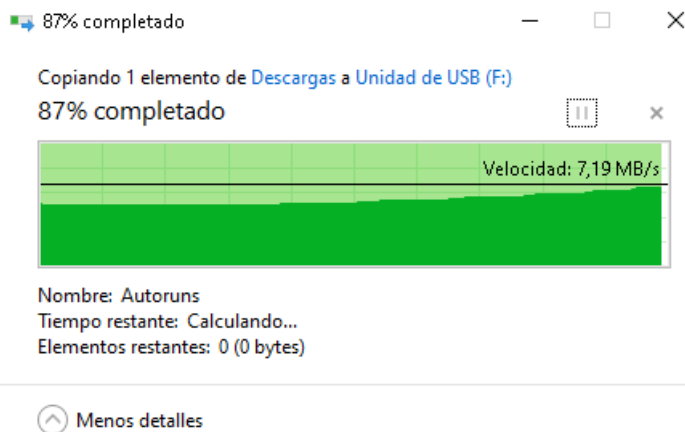 87% completado
Copiando 1 elemento de Descargas a Unidad de USB (F:)
87% completado
Velocidad: 7,19 MB/s
Nombre: Autoruns
Tiempo restante: Calculando...
Elementos restantes: 0 (0 bytes)
Menos detalles